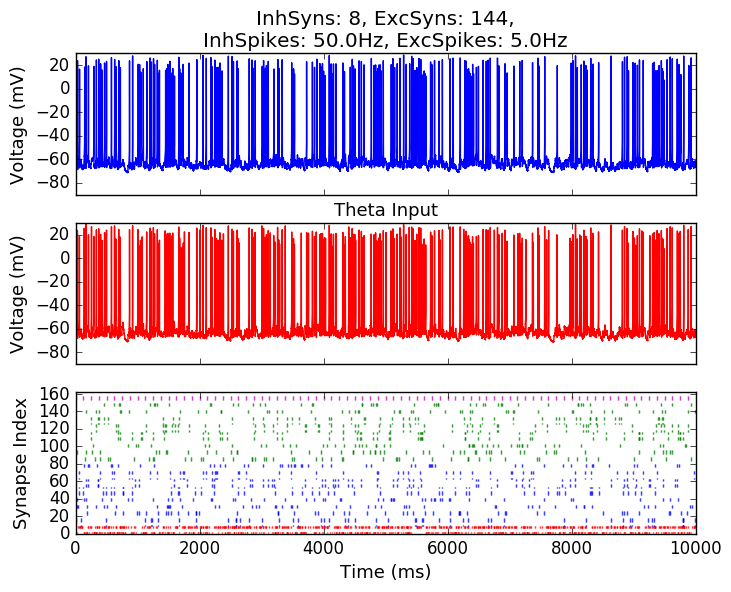 InhSyns: 8, ExcSyns: 144,
InhSpikes: 50.0Hz, ExcSpikes: 5.0Hz
20
0
−20
−40
−60
−80
Voltage (mV)
Theta Input
20
0
−20
−40
−60
−80
Voltage (mV)
160
140
120
100
80
60
40
20
0
Synapse Index
0 2000 4000 6000 8000 10000
Time (ms)